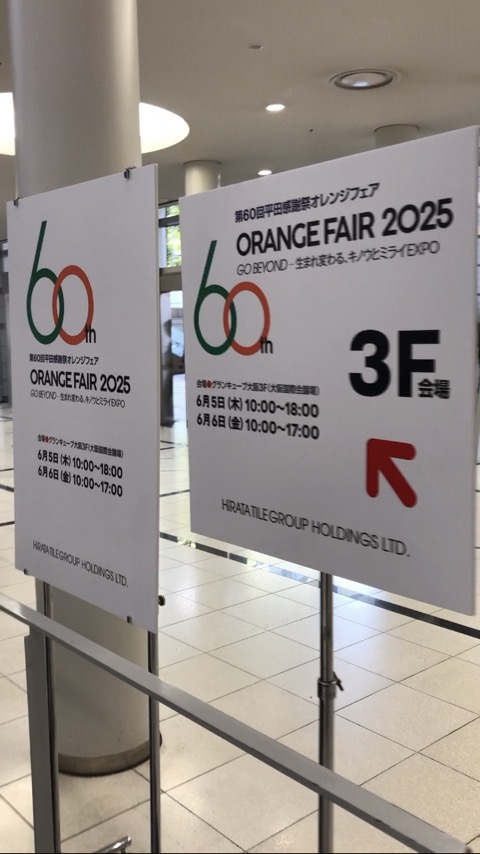 60th
第60回平田感謝祭オレンジフェア
ORANGE FAIR 2025
GO BEYOND－生まれ変わる、キノウとミライEXPO
会場●グランキューブ大阪3F(大阪国際会議場)
6月5日(木)10:00〜18:00
6月6日(金)10:00〜17:00
HIRATA TILE GROUP HOLDINGS LTD.
第60回平田感謝祭オレンジフェア
ORANGE FAIR 2025
GO BEYOND－生まれ変わる、キノウとミライEXPO
60th
3F会場
会場●グランキューブ大阪3F(大阪国際会議場)
6月5日(木)10:00〜18:00
6月6日(金)10:00〜17:00
HIRATA TILE GROUP HOLDINGS LTD.